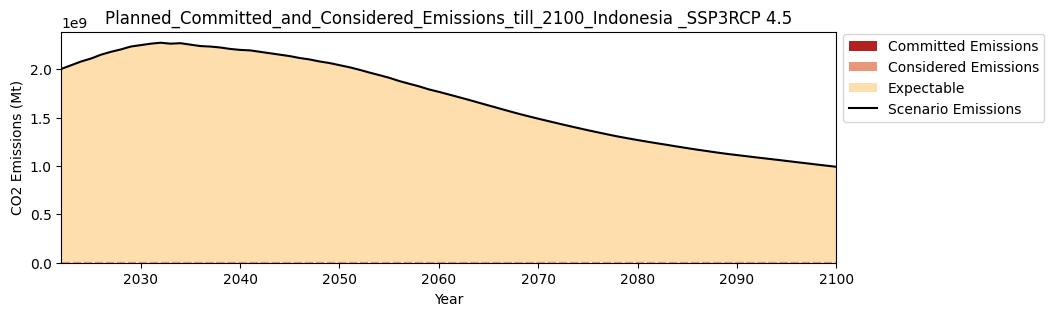 Planned_Committed_and_Considered_Emissions_till_2100_Indonesia _SSP3RCP 4.5
1e9
CO2 Emissions (Mt)
2.0
1.5
1.0
0.5
0.0
2030 2040 2050 2060 2070 2080 2090 2100
Year
Committed Emissions
Considered Emissions
Expectable
Scenario Emissions